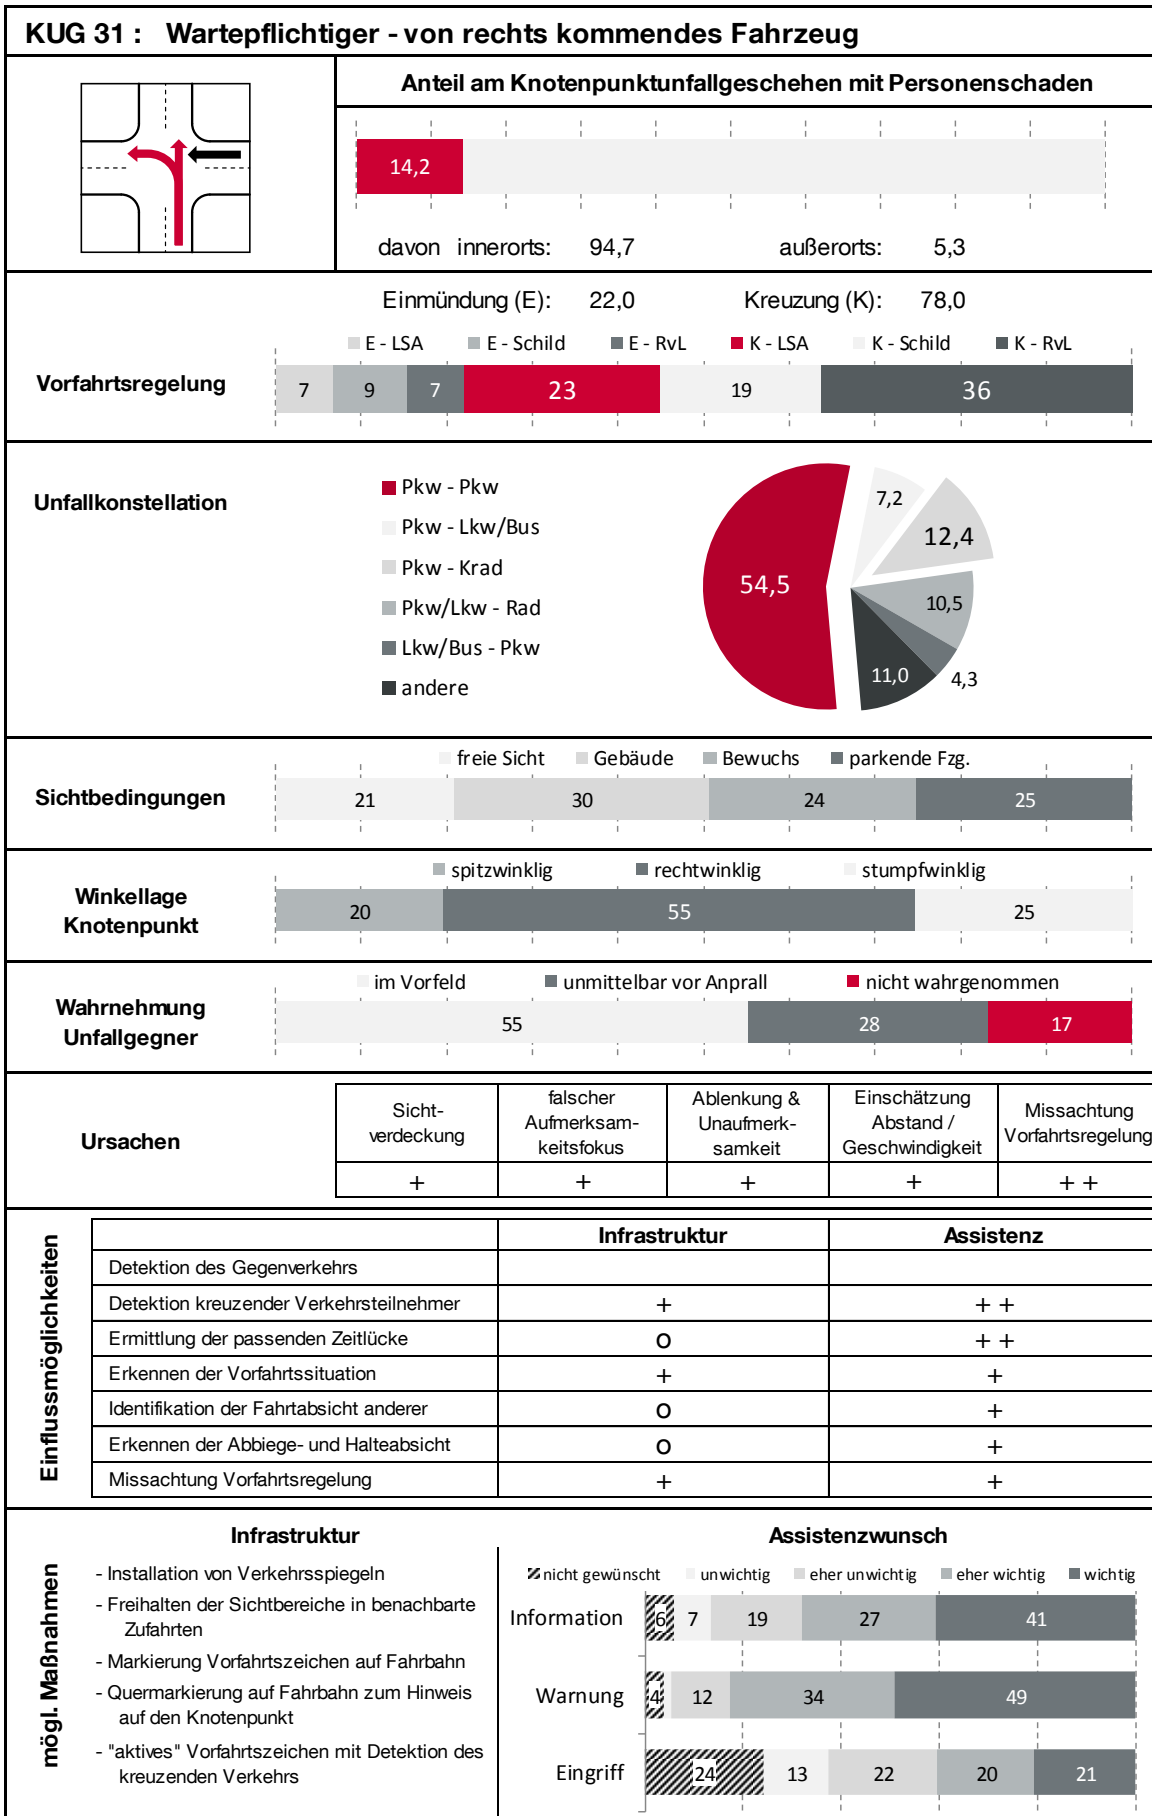 KUG 31 : Wartepflichtiger - von rechts kommendes Fahrzeug
Anteil am Knotenpunktunfallgeschehen mit Personenschaden
14,2
davon innerorts: 94,7 außerorts: 5,3
Einmündung (E): 22,0 Kreuzung (K): 78,0
E - LSA E - Schild E - RvL K - LSA K - Schild K - RvL
Vorfahrtsregelung
7 9 7 23 19 36
Unfallkonstellation
Pkw - Pkw
Pkw - Lkw/Bus
Pkw - Krad
Pkw/Lkw - Rad
Lkw/Bus - Pkw
andere
7,2
12,4
54,5
10,5
11,0
4,3
freie Sicht Gebäude Bewuchs parkende Fzg.
Sichtbedingungen
21 30 24 25
spitzwinklig rechtwinklig stumpfwinklig
Winkellage
Knotenpunkt
20 55 25
im Vorfeld unmittelbar vor Anprall nicht wahrgenommen
Wahrnehmung
Unfallgegner
55 28 17
Ursachen
Sicht-
verdeckung
falscher
Aufmerksam-
keitsfokus
Ablenkung &
Unaufmerk-
samkeit
Einschätzung
Abstand /
Geschwindigkeit
Missachtung
Vorfahrtsregelung
+ + + + + +
Einflussmöglichkeiten
Infrastruktur Assistenz
Detektion des Gegenverkehrs
Detektion kreuzender Verkehrsteilnehmer + + +
Ermittlung der passenden Zeitlücke o + +
Erkennen der Vorfahrtssituation + +
Identifikation der Fahrtabsicht anderer o +
Erkennen der Abbiege- und Halteabsicht o +
Missachtung Vorfahrtsregelung + +
mögl. Maßnahmen
Infrastruktur
- Installation von Verkehrsspiegeln
- Freihalten der Sichtbereiche in benachbarte
Zufahrten
- Markierung Vorfahrtszeichen auf Fahrbahn
- Quermarkierung auf Fahrbahn zum Hinweis
auf den Knotenpunkt
- "aktives" Vorfahrtszeichen mit Detektion des
kreuzenden Verkehrs
Assistenzwunsch
nicht gewünscht unwichtig eher unwichtig eher wichtig wichtig
Information 6 7 19 27 41
Warnung 4 12 34 49
Eingriff 24 13 22 20 21